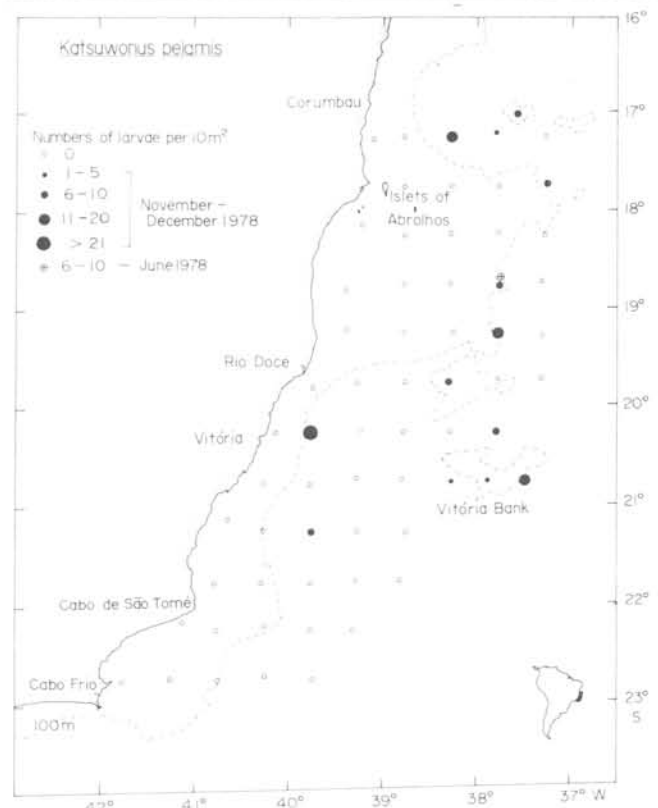 16°
Katsuwonus pelamis
Corumbau
17°
Numbers of larvae per 10m²
0
1-5
6-10
11-20
>21
November - December 1978
6-10 - June 1978
Islets of Abrolhos
18°
19°
Rio Doce
20°
Vitória
21°
Vitória Bank
Cabo de São Tomé
22°
Cabo Frio
23°
S
100m
42° 41° 40° 39° 38° 37° W